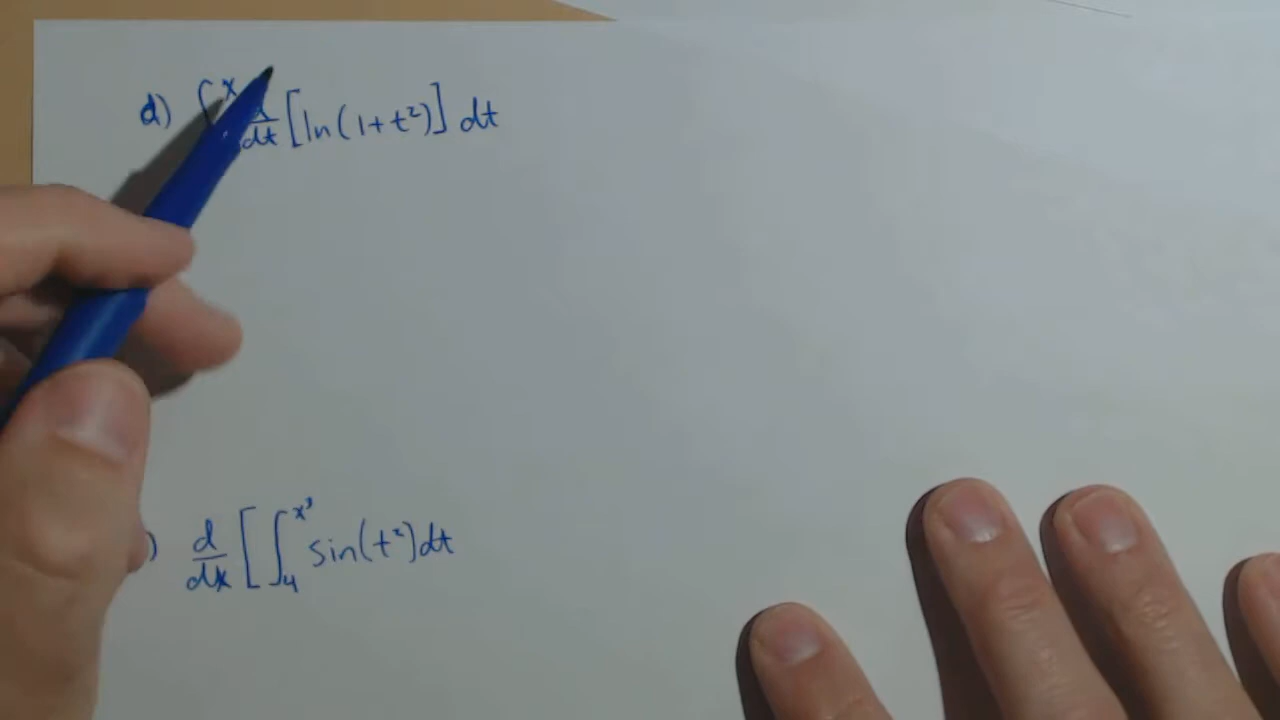 d) ∫ˣ d/dt [ln(1+t²)] dt
) d/dx [∫₄^x³ sin(t²)dt